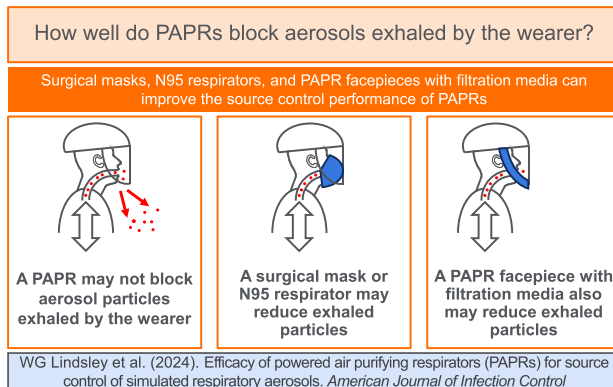 How well do PAPRs block aerosols exhaled by the wearer?
Surgical masks, N95 respirators, and PAPR facepieces with filtration media can
improve the source control performance of PAPRs
A PAPR may not block
aerosol particles
exhaled by the wearer
A surgical mask or
N95 respirator may
reduce exhaled
particles
A PAPR facepiece with
filtration media also
may reduce exhaled
particles
WG Lindsley et al. (2024). Efficacy of powered air purifying respirators (PAPRs) for source
control of simulated respiratory aerosols. American Journal of Infection Control